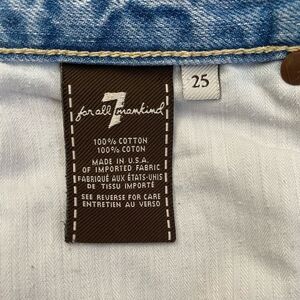 7
for all mankind
25
100% COTTON
100% COTON
MADE IN U.S.A.
OF IMPORTED FABRIC
FABRIQUÉ AUX ÉTATS-UNIS
DE TISSU IMPORTÉ
SEE REVERSE FOR CARE
ENTRETIEN AU VERSO